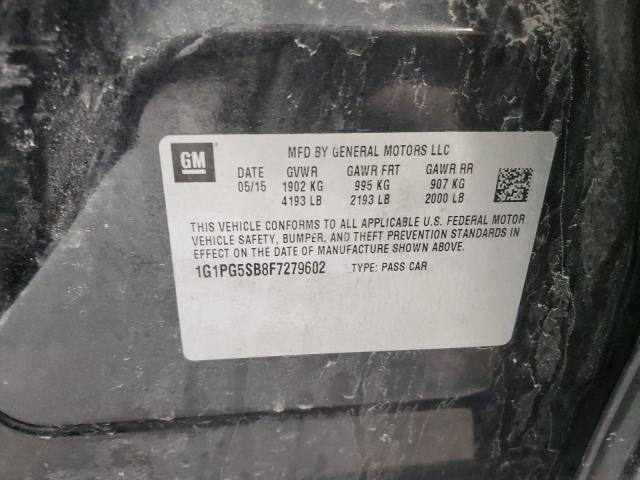 GM
MFD BY GENERAL MOTORS LLC
DATE GVWR GAWR FRT GAWR RR
05/15 1902 KG 995 KG 907 KG
4193 LB 2193 LB 2000 LB
THIS VEHICLE CONFORMS TO ALL APPLICABLE U.S. FEDERAL MOTOR
VEHICLE SAFETY, BUMPER, AND THEFT PREVENTION STANDARDS IN
EFFECT ON THE DATE OF MANUFACTURE SHOWN ABOVE.
1G1PG5SB8F7279602 TYPE: PASS CAR